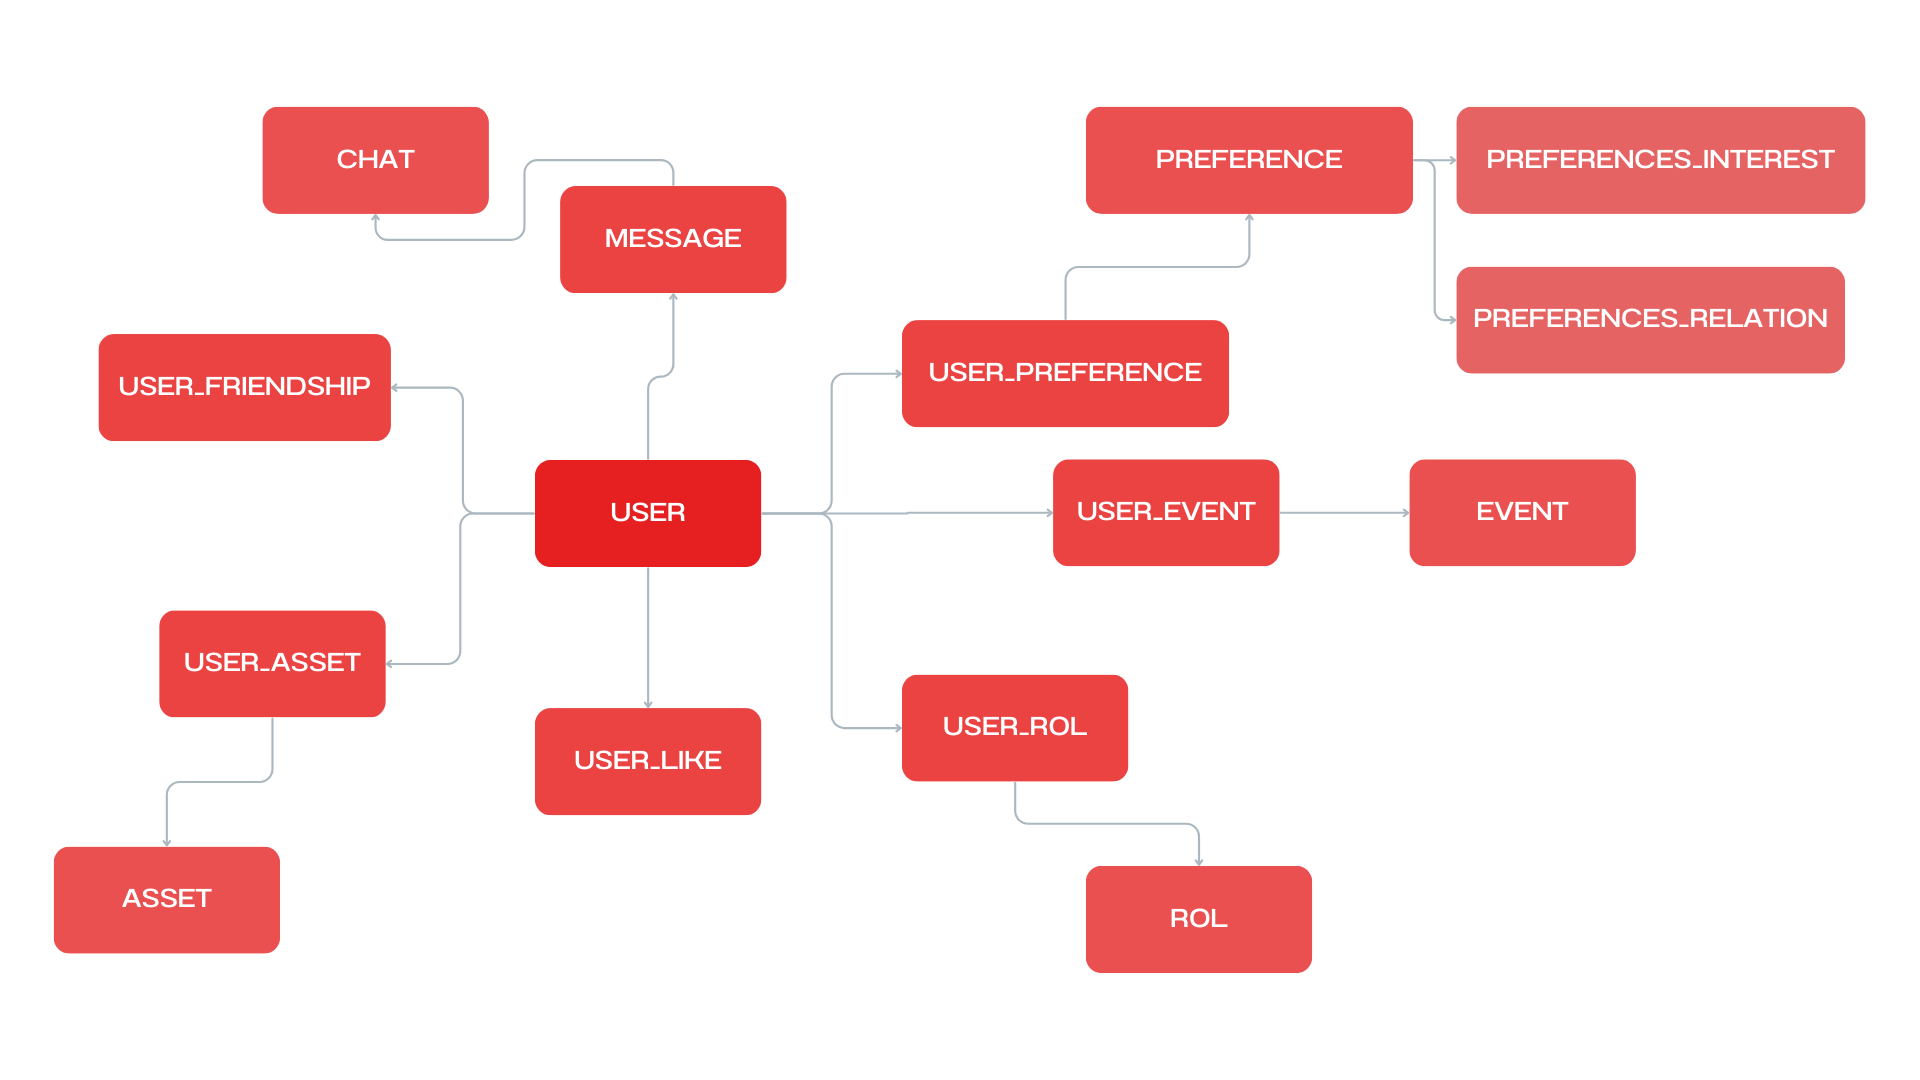 CHAT
PREFERENCE
PREFERENCES_INTEREST
MESSAGE
PREFERENCES_RELATION
USER_FRIENDSHIP
USER_PREFERENCE
USER
USER_EVENT
EVENT
USER_ASSET
USER_ROL
USER_LIKE
ASSET
ROL